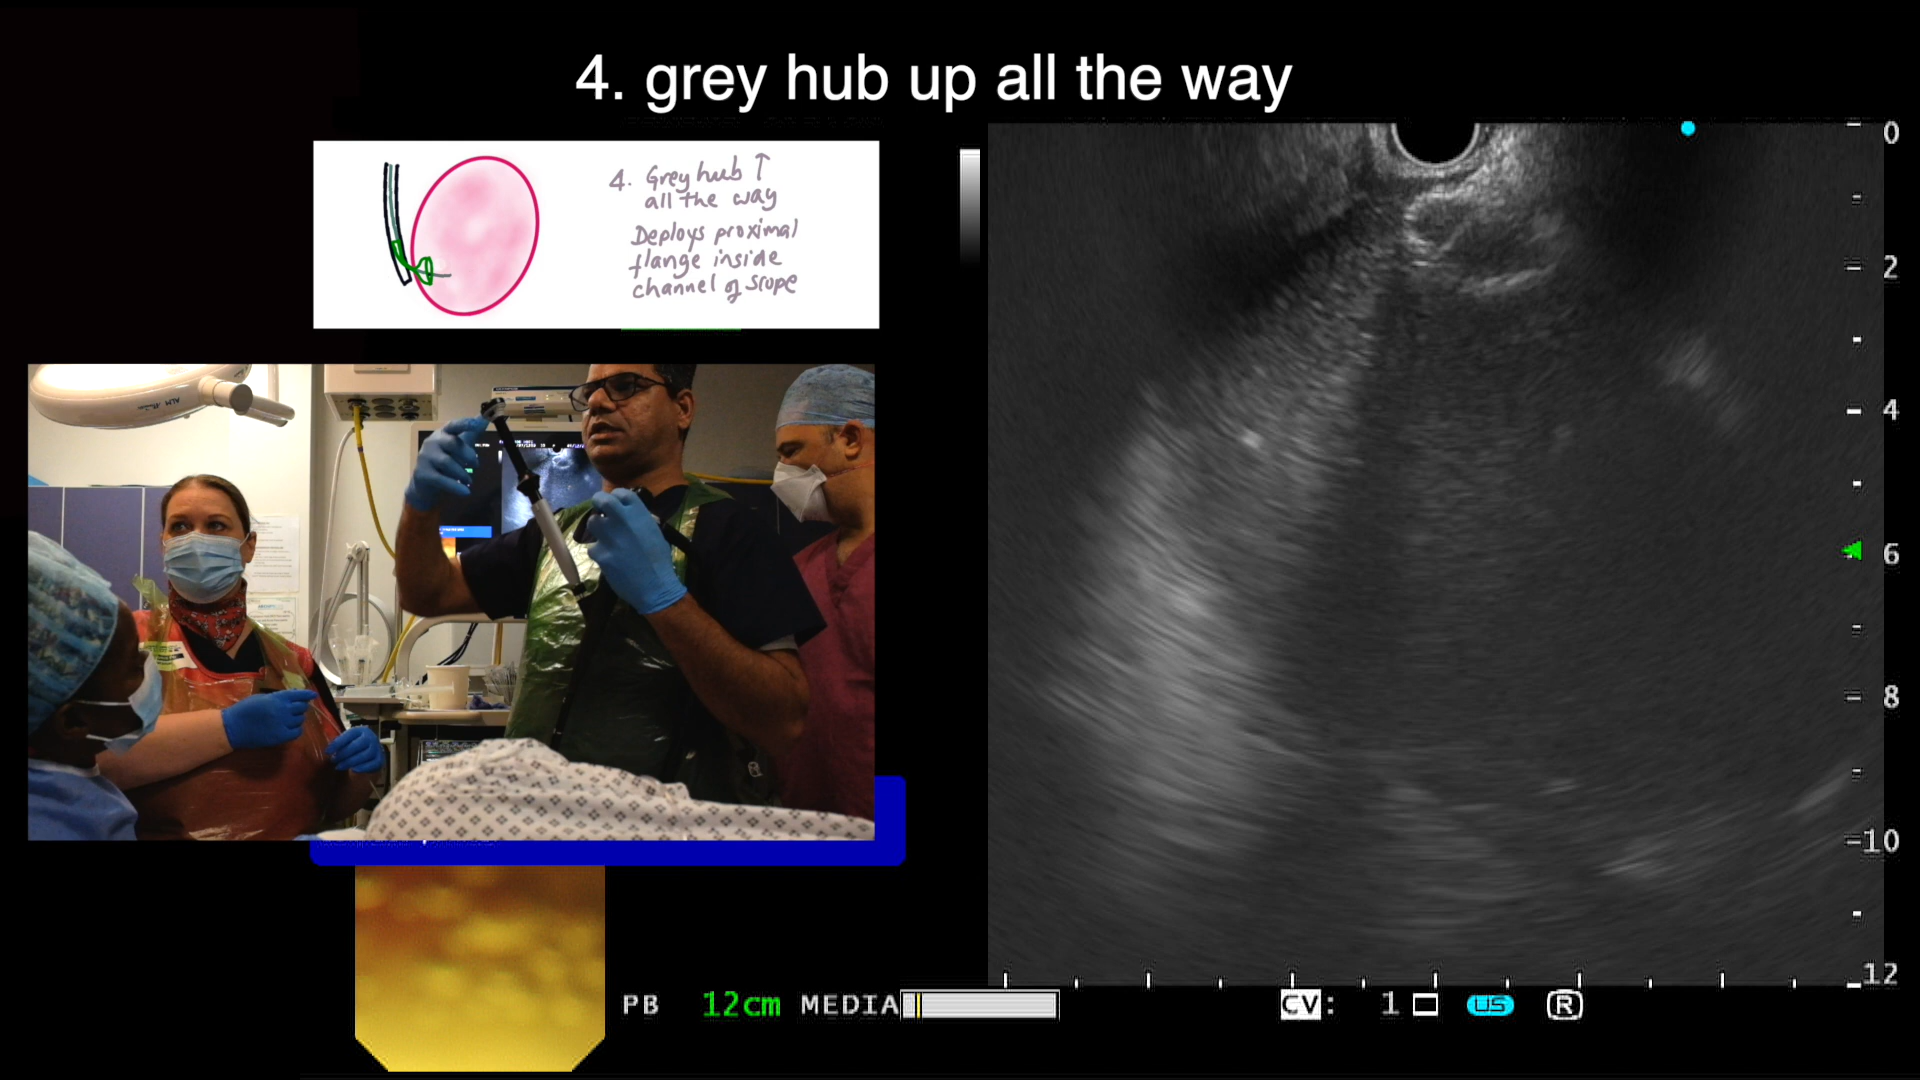 4. grey hub up all the way
4. Grey hub ↑
all the way
Deploys proximal
flange inside
channel of scope
ALM
0
2
4
6
8
10
12
PB 12cm MEDIA
CV: 1 US R